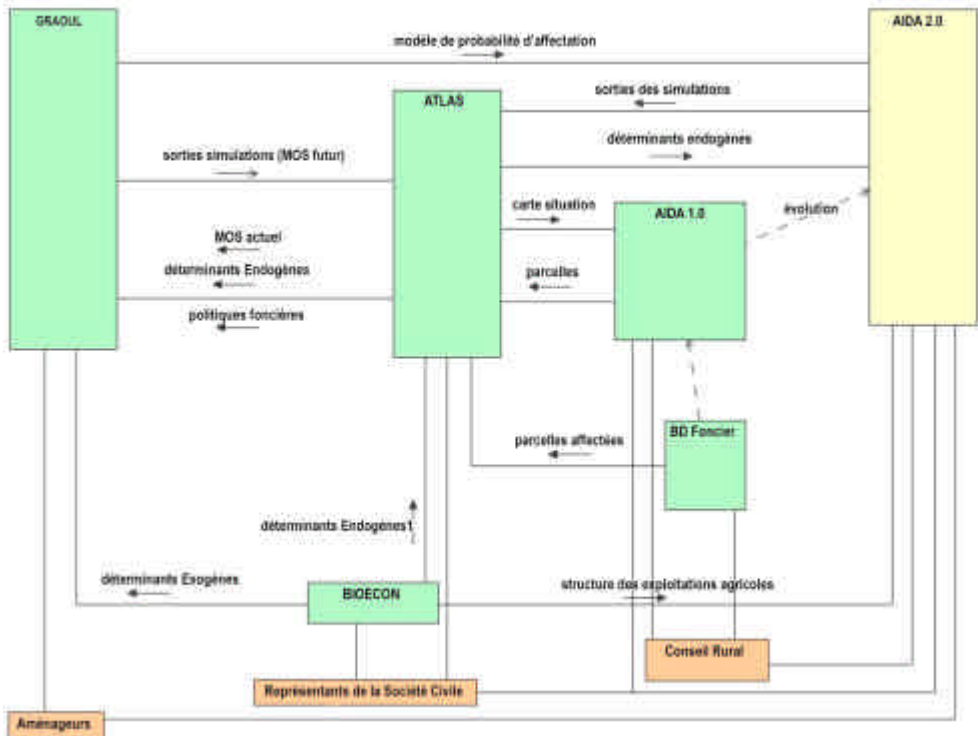 GRAOUL
AIDA 2.0
modèle de probabilité d'affectation
ATLAS
sorties des simulations
déterminants endogènes
sorties simulations (MOS futur)
carte situation
AIDA 1.0
évolution
MOS actuel
déterminants Endogènes
parcelles
politiques foncières
BD Foncier
parcelles affectées
déterminants Endogènes1
déterminants Exogènes
structure des exploitations agricoles
BIOECON
Conseil Rural
Représentants de la Société Civile
Aménageurs